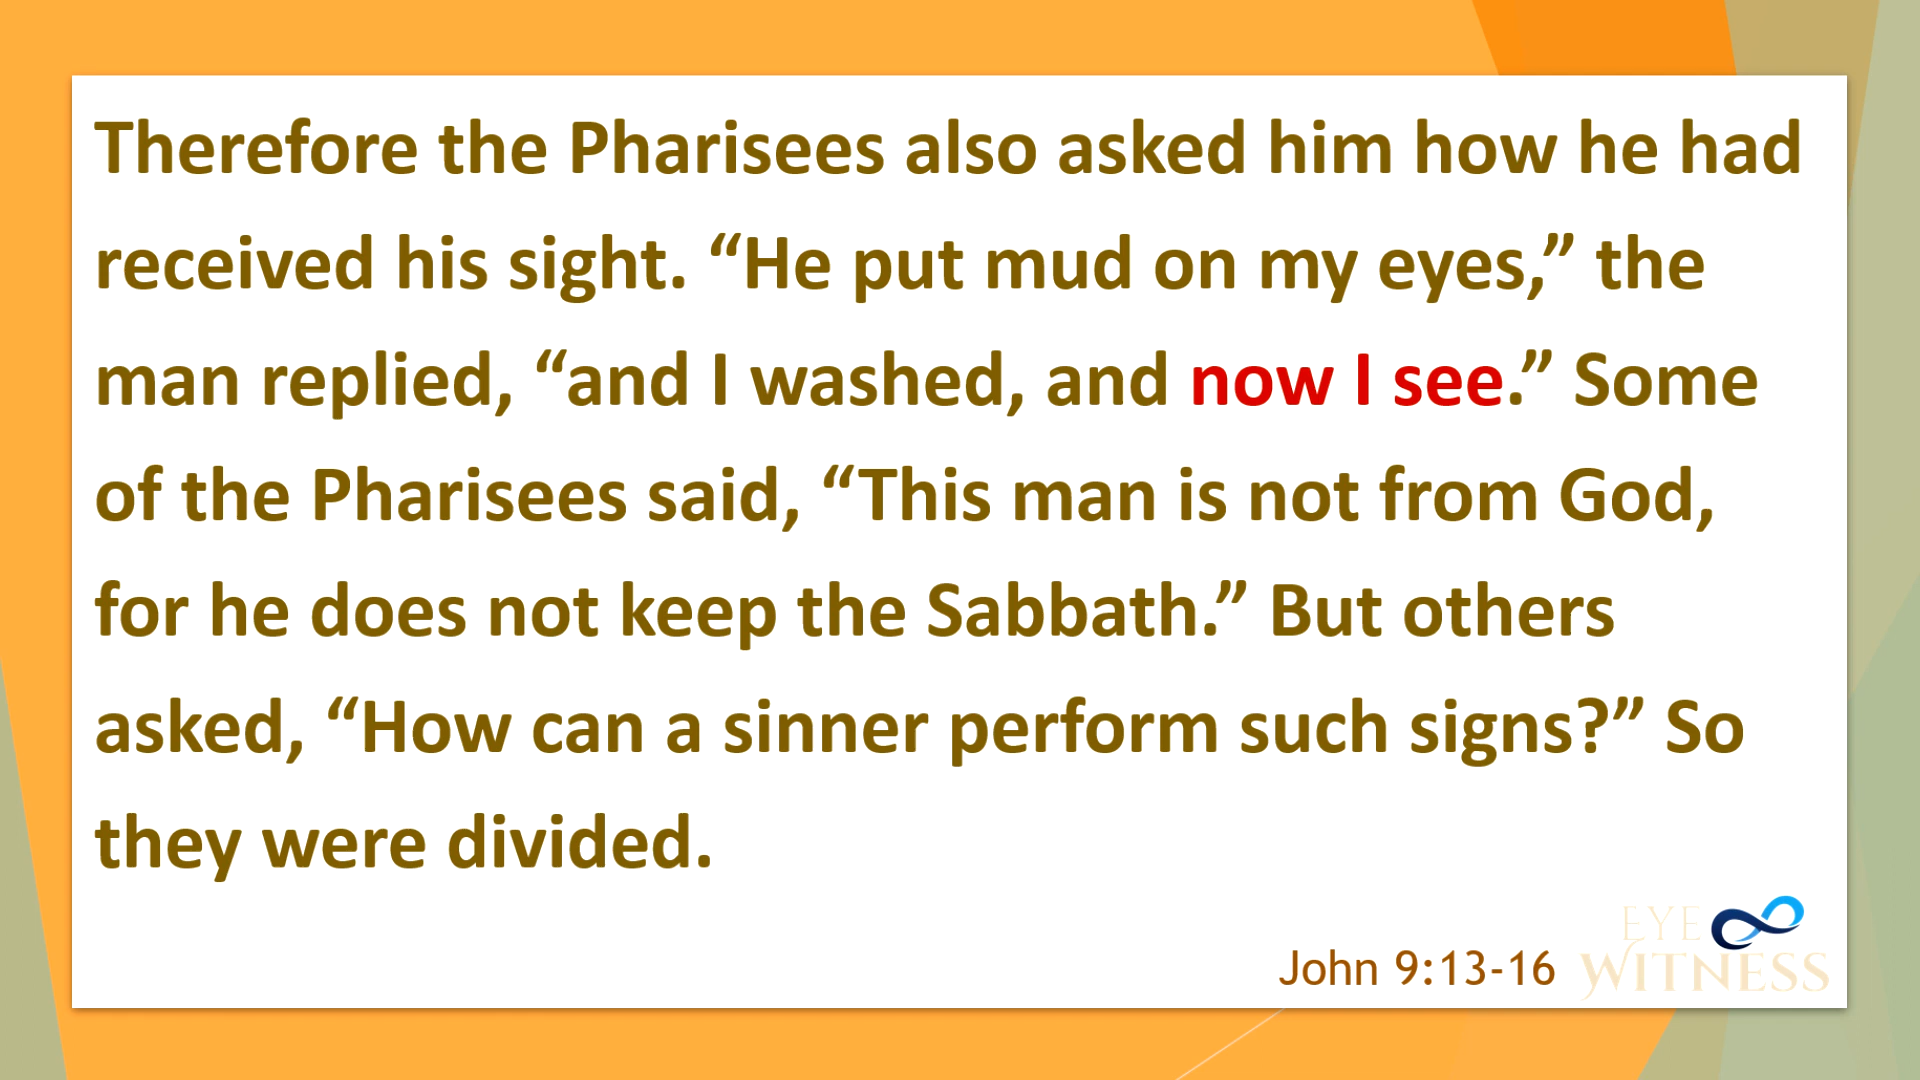 Therefore the Pharisees also asked him how he had
received his sight. “He put mud on my eyes,” the
man replied, “and I washed, and now I see.” Some
of the Pharisees said, “This man is not from God,
for he does not keep the Sabbath.” But others
asked, “How can a sinner perform such signs?” So
they were divided.
John 9:13-16
EYE
WITNESS